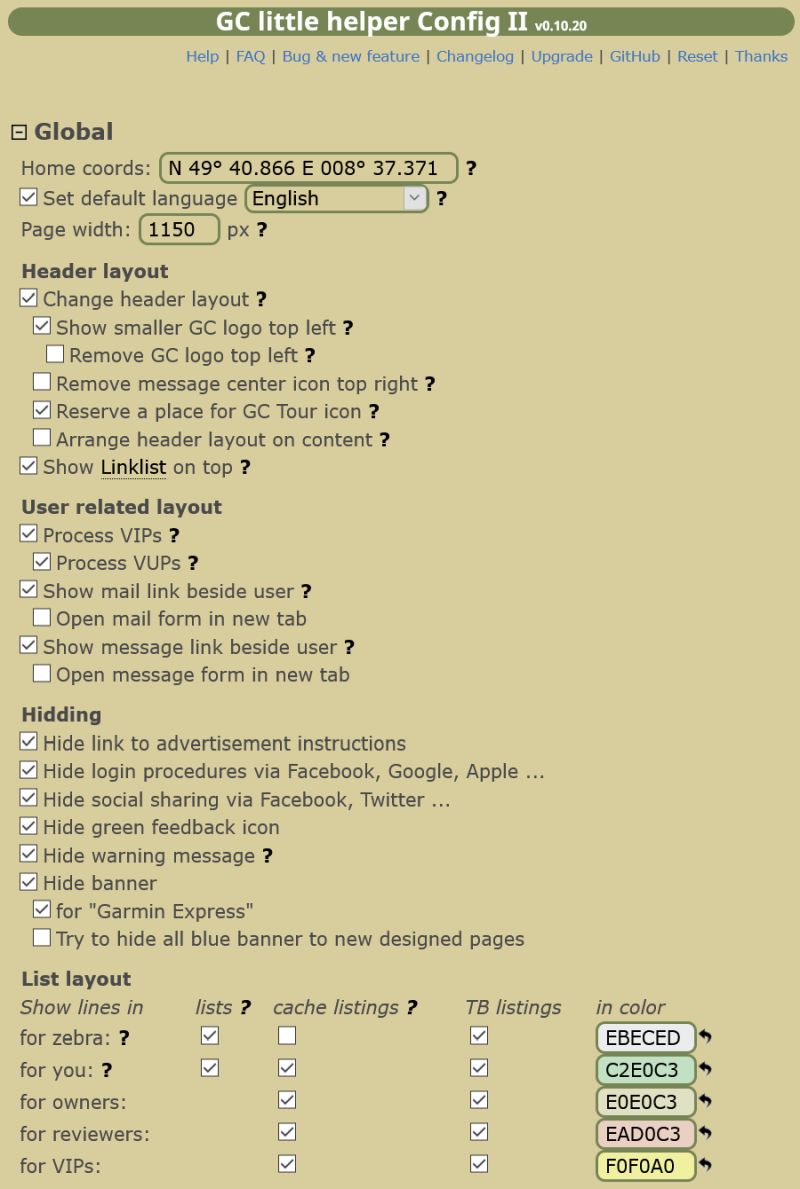 GC little helper Config II v0.10.20
Help | FAQ | Bug & new feature | Changelog | Upgrade | GitHub | Reset | Thanks
Global
Home coords: N 49° 40.866 E 008° 37.371 ?
Set default language English ?
Page width: 1150 px ?
Header layout
Change header layout ?
Show smaller GC logo top left ?
Remove GC logo top left ?
Remove message center icon top right ?
Reserve a place for GC Tour icon ?
Arrange header layout on content ?
Show Linklist on top ?
User related layout
Process VIPs ?
Process VUPs ?
Show mail link beside user ?
Open mail form in new tab
Show message link beside user ?
Open message form in new tab
Hidding
Hide link to advertisement instructions
Hide login procedures via Facebook, Google, Apple ...
Hide social sharing via Facebook, Twitter ...
Hide green feedback icon
Hide warning message ?
Hide banner
for "Garmin Express"
Try to hide all blue banner to new designed pages
List layout
Show lines in lists ? cache listings ? TB listings in color
for zebra: ? EBECED
for you: ? C2E0C3
for owners: E0E0C3
for reviewers: EAD0C3
for VIPs: F0F0A0